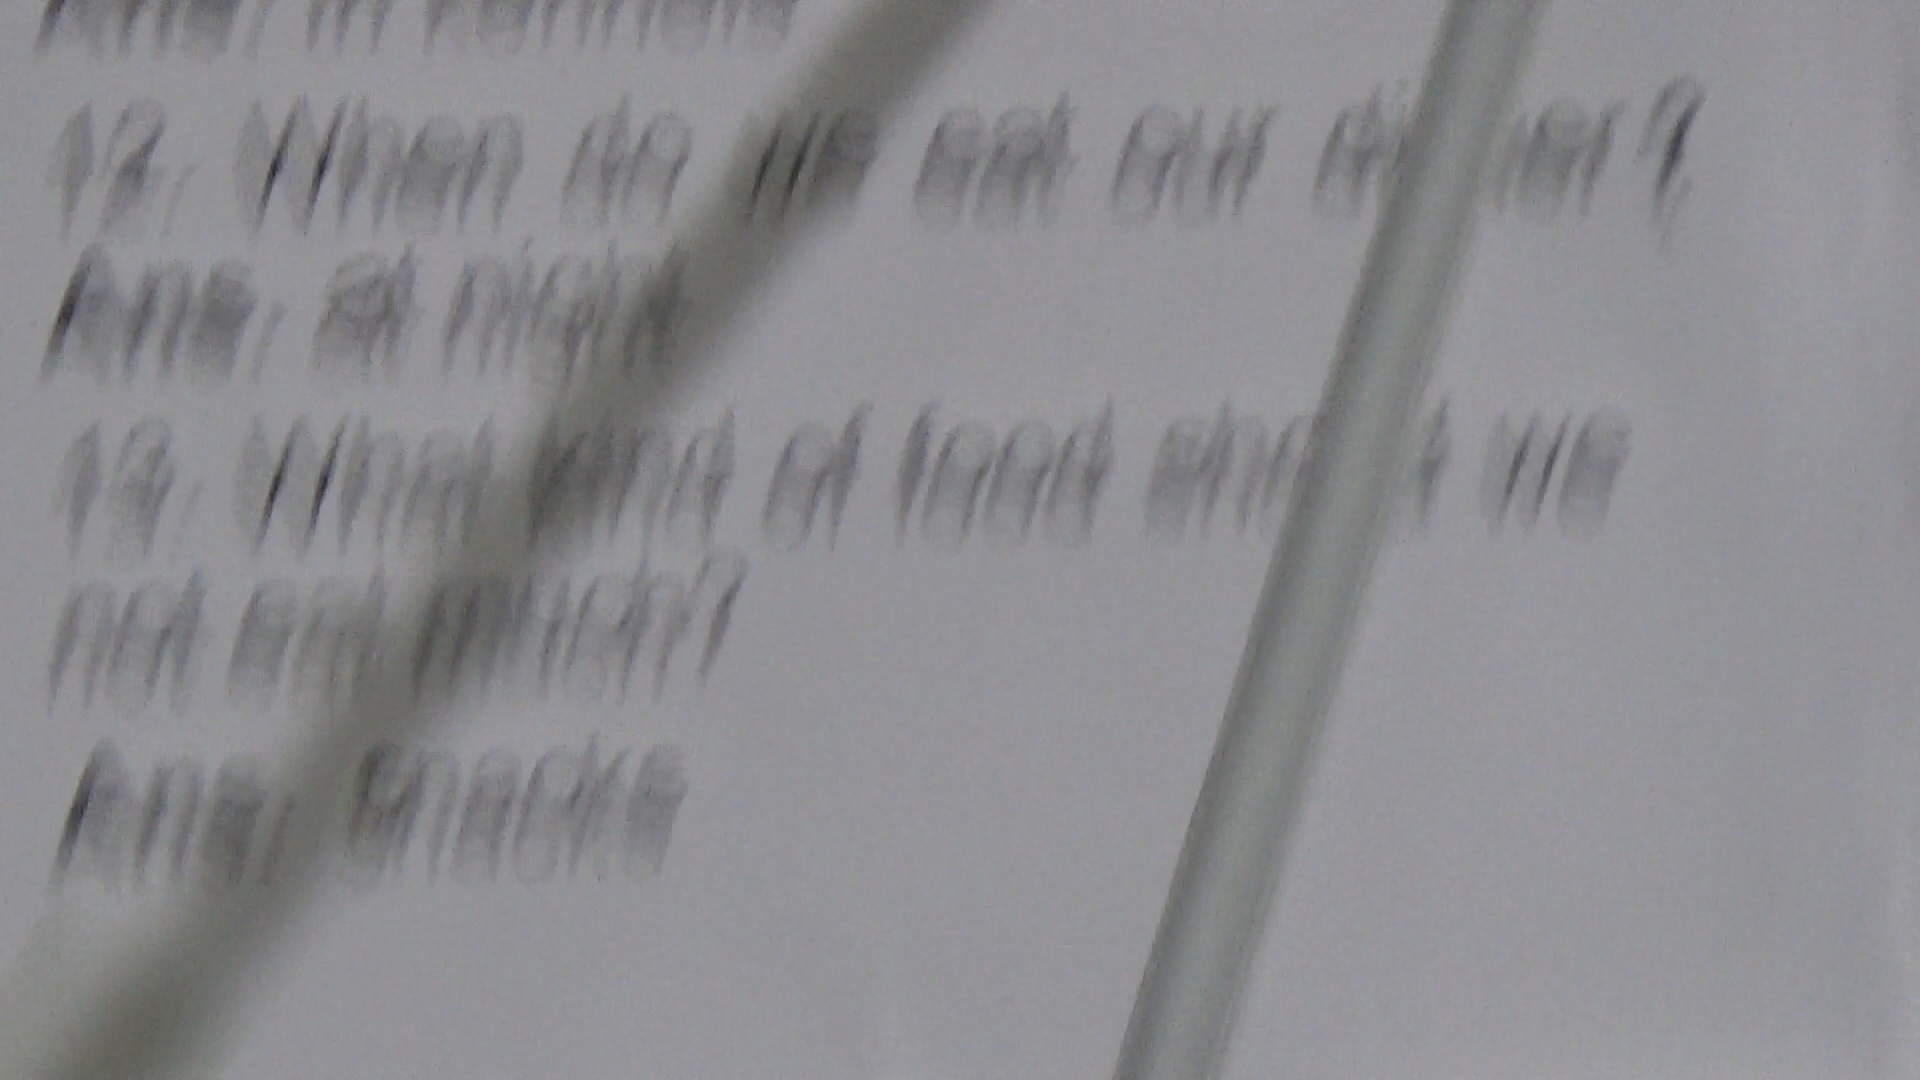 12. When do we eat our dinner?
Ans. at night
13. What kind of food should we
not eat much?
Ans. Snacks